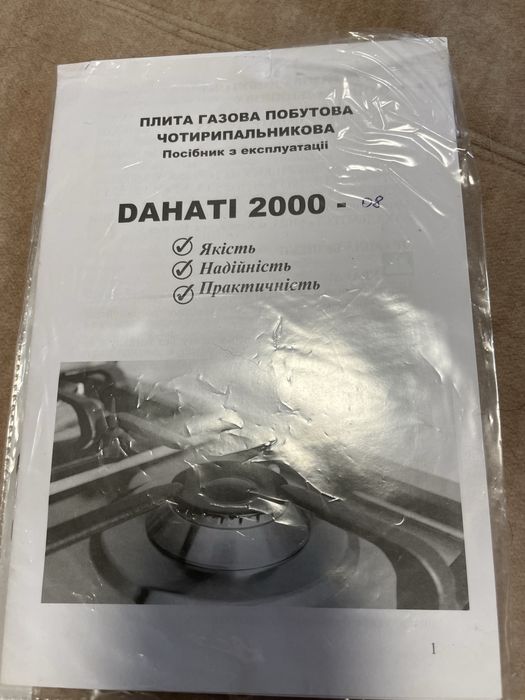 ПЛИТА ГАЗОВА ПОБУТОВА
ЧОТИРИПАЛЬНИКОВА
Посібник з експлуатації
DAHATI 2000 - 08
Якість
Надійність
Практичність
1